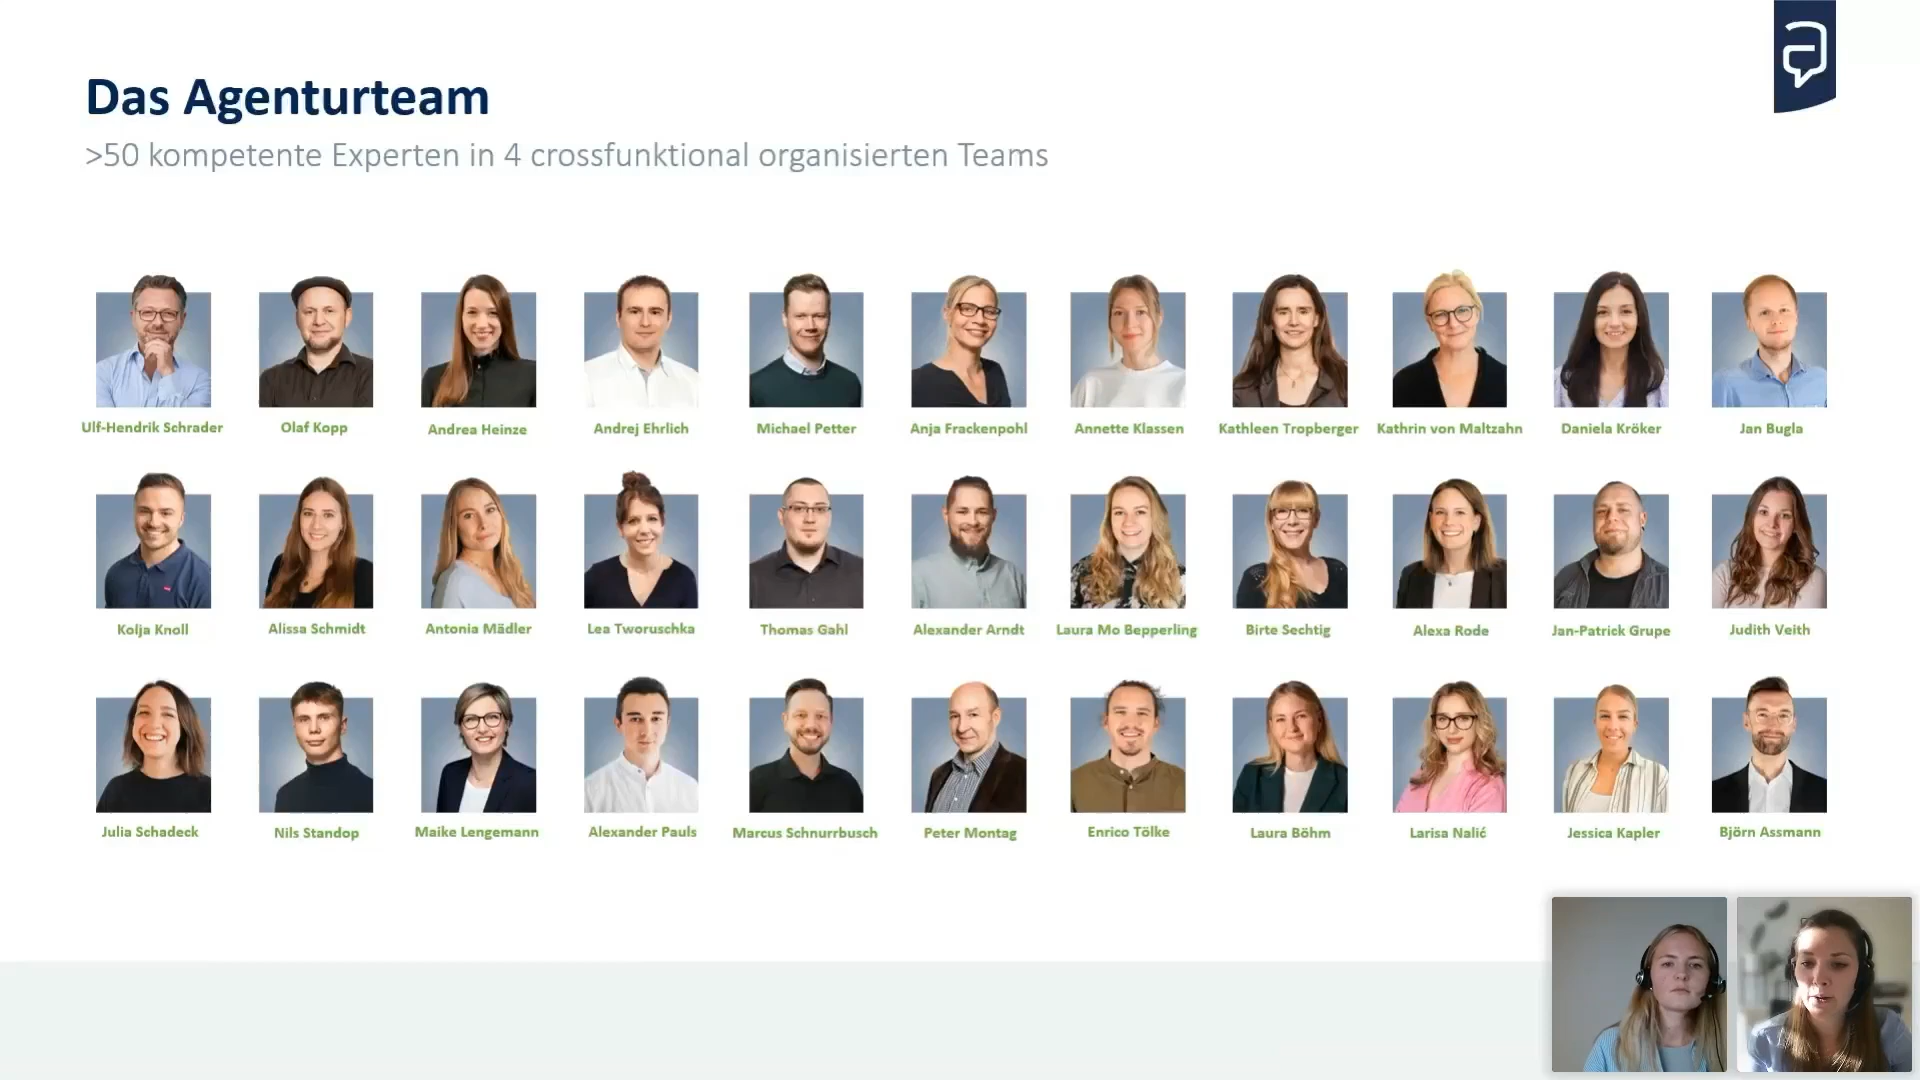 Das Agenturteam
>50 kompetente Experten in 4 crossfunktional organisierten Teams
Ulf-Hendrik Schrader
Olaf Kopp
Andrea Heinze
Andrej Ehrlich
Michael Petter
Anja Frackenpohl
Annette Klassen
Kathleen Tropberger
Kathrin von Maltzahn
Daniela Kröker
Jan Bugla
Kolja Knoll
Alissa Schmidt
Antonia Mädler
Lea Tworuschka
Thomas Gahl
Alexander Arndt
Laura Mo Bepperling
Birte Sechtig
Alexa Rode
Jan-Patrick Grupe
Judith Veith
Julia Schadeck
Nils Standop
Maike Lengemann
Alexander Pauls
Marcus Schnurrbusch
Peter Montag
Enrico Tölke
Laura Böhm
Larisa Nalić
Jessica Kapler
Björn Assmann